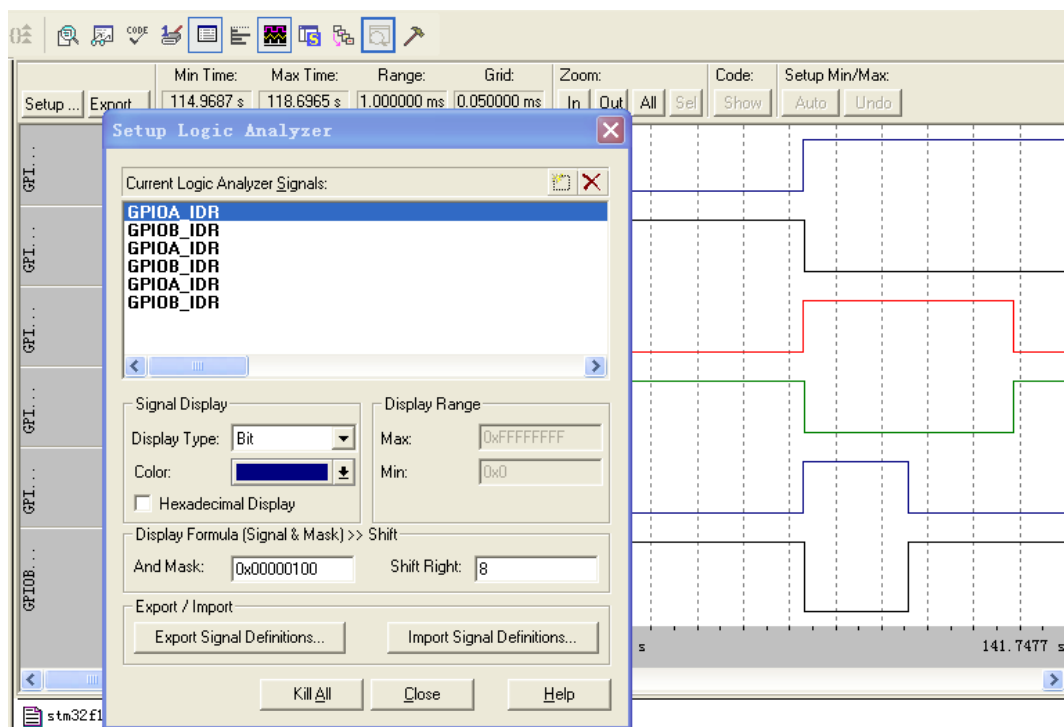 CODE
Min Time: Max Time: Range: Grid: Zoom: Code: Setup Min/Max:
Setup ... Export 114.9687 s 118.6965 s 1.000000 ms 0.050000 ms In Out All Sel Show Auto Undo
Setup Logic Analyzer
GPI...
GPI...
GPI...
GPI...
GPI...
GPIOB...
Current Logic Analyzer Signals:
GPIOA_IDR
GPIOB_IDR
GPIOA_IDR
GPIOB_IDR
GPIOA_IDR
GPIOB_IDR
Signal Display Display Range
Display Type: Bit Max: 0xFFFFFFFF
Color: Min: 0x0
Hexadecimal Display
Display Formula (Signal & Mask) >> Shift
And Mask: 0x00000100 Shift Right: 8
Export / Import
Export Signal Definitions... Import Signal Definitions...
s 141.7477 s
Kill All Close Help
stm32f1